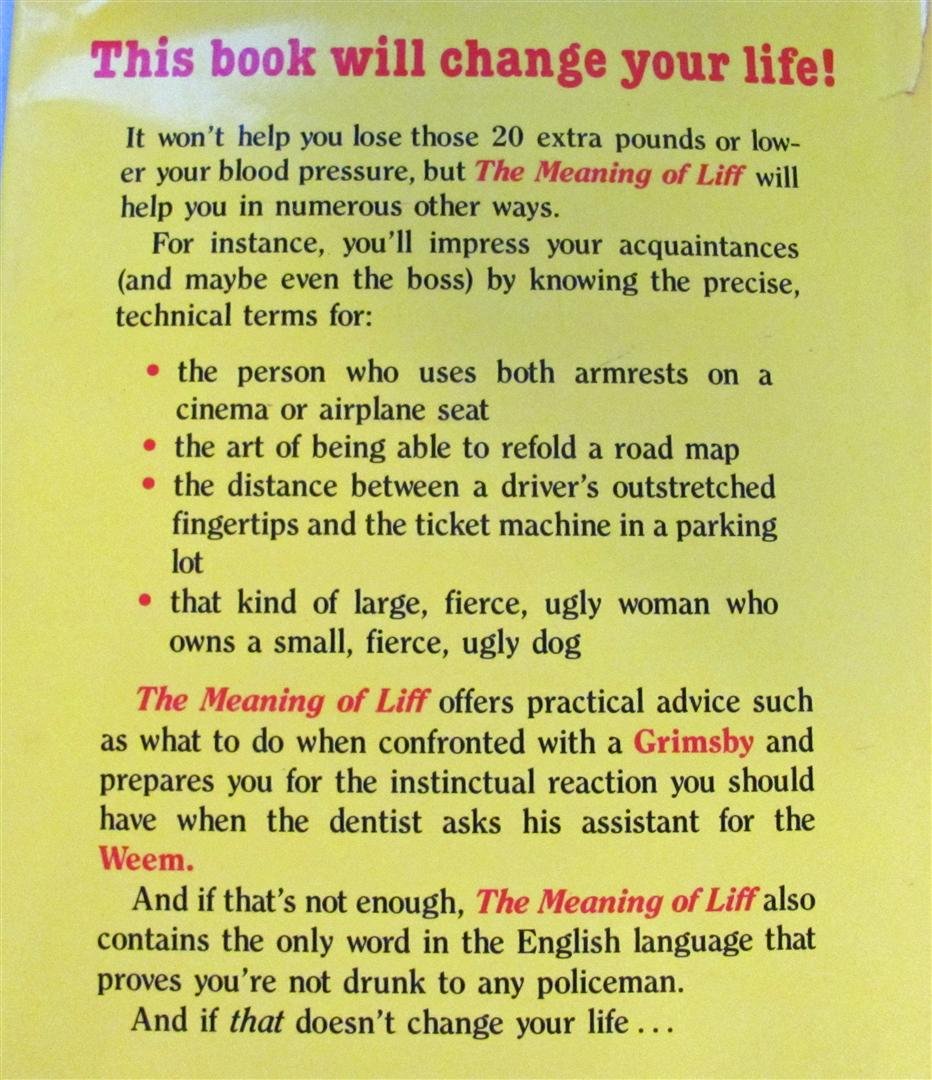 This book will change your life!
It won't help you lose those 20 extra pounds or low-
er your blood pressure, but The Meaning of Liff will
help you in numerous other ways.
For instance, you'll impress your acquaintances
(and maybe even the boss) by knowing the precise,
technical terms for:
• the person who uses both armrests on a
cinema or airplane seat
• the art of being able to refold a road map
• the distance between a driver's outstretched
fingertips and the ticket machine in a parking
lot
• that kind of large, fierce, ugly woman who
owns a small, fierce, ugly dog
The Meaning of Liff offers practical advice such
as what to do when confronted with a Grimsby and
prepares you for the instinctual reaction you should
have when the dentist asks his assistant for the
Weem.
And if that's not enough, The Meaning of Liff also
contains the only word in the English language that
proves you're not drunk to any policeman.
And if that doesn't change your life...